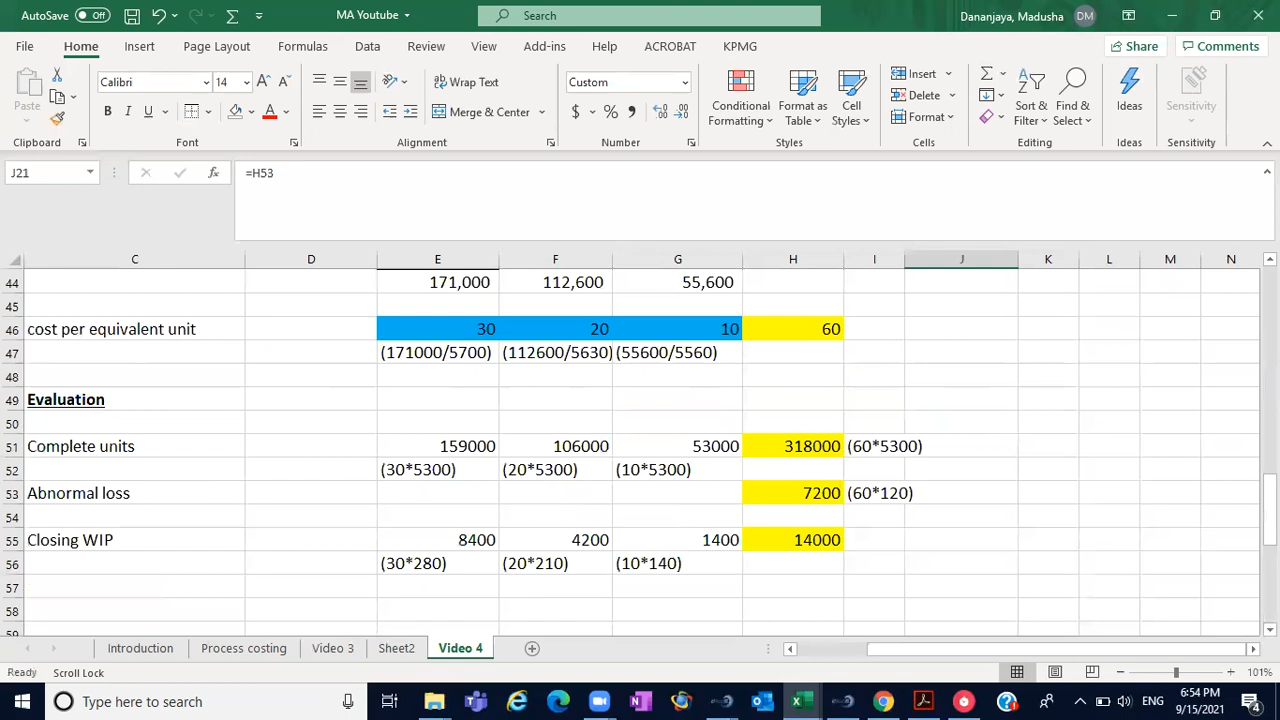 AutoSave Off MA Youtube Search Dananjaya, Madusha DM
File Home Insert Page Layout Formulas Data Review View Add-ins Help ACROBAT KPMG Share Comments
Paste Calibri 14 A A Wrap Text Custom Conditional Formatting Format as Table Cell Styles Insert Sort & Filter Find & Select Ideas Sensitivity
B I U A Merge & Center $ % Delete Format
Clipboard Font Alignment Number Styles Cells Editing Ideas Sensitivity
J21 fx =H53
C D E F G H I J K L M N
44 171,000 112,600 55,600
45
46 cost per equivalent unit 30 20 10 60
47 (171000/5700) (112600/5630) (55600/5560)
48
49 Evaluation
50
51 Complete units 159000 106000 53000 318000 (60*5300)
52 (30*5300) (20*5300) (10*5300)
53 Abnormal loss 7200 (60*120)
54
55 Closing WIP 8400 4200 1400 14000
56 (30*280) (20*210) (10*140)
57
58
59
Introduction Process costing Video 3 Sheet2 Video 4
Ready Scroll Lock 101%
Type here to search ENG 6:54 PM
9/15/2021 4